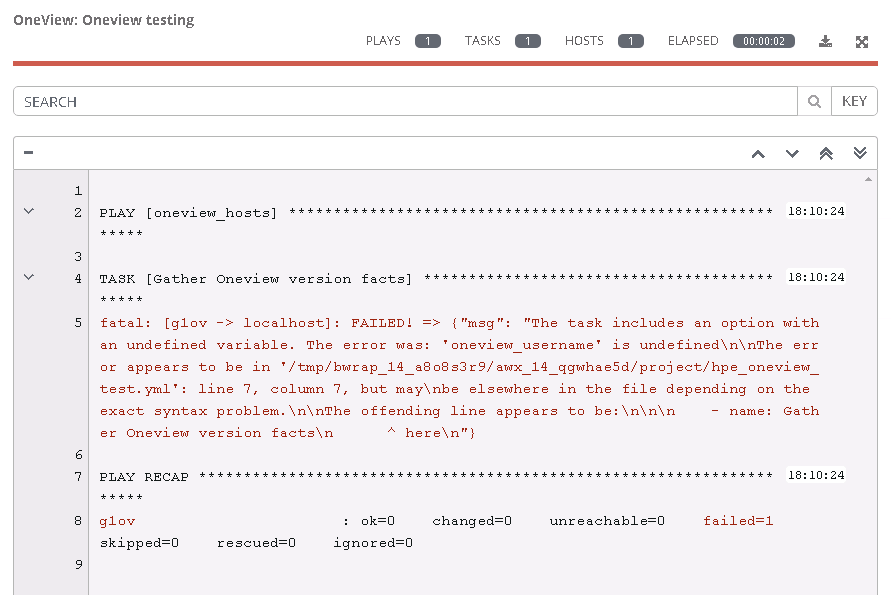 OneView: Oneview testing
PLAYS 1 TASKS 1 HOSTS 1 ELAPSED 00:00:02
SEARCH KEY
1
2 PLAY [oneview_hosts] ****************************************************** 18:10:24
*****
3
4 TASK [Gather Oneview version facts] *************************************** 18:10:24
*****
5 fatal: [g1ov -> localhost]: FAILED! => {"msg": "The task includes an option with
an undefined variable. The error was: 'oneview_username' is undefined\n\nThe err
or appears to be in '/tmp/bwrap_14_a8o8s3r9/awx_14_qgwhae5d/project/hpe_oneview_
test.yml': line 7, column 7, but may\nbe elsewhere in the file depending on the
exact syntax problem.\n\nThe offending line appears to be:\n\n\n    - name: Gath
er Oneview version facts\n      ^ here\n"}
6
7 PLAY RECAP **************************************************************** 18:10:24
*****
8 g1ov                       : ok=0    changed=0    unreachable=0    failed=1
skipped=0    rescued=0    ignored=0
9